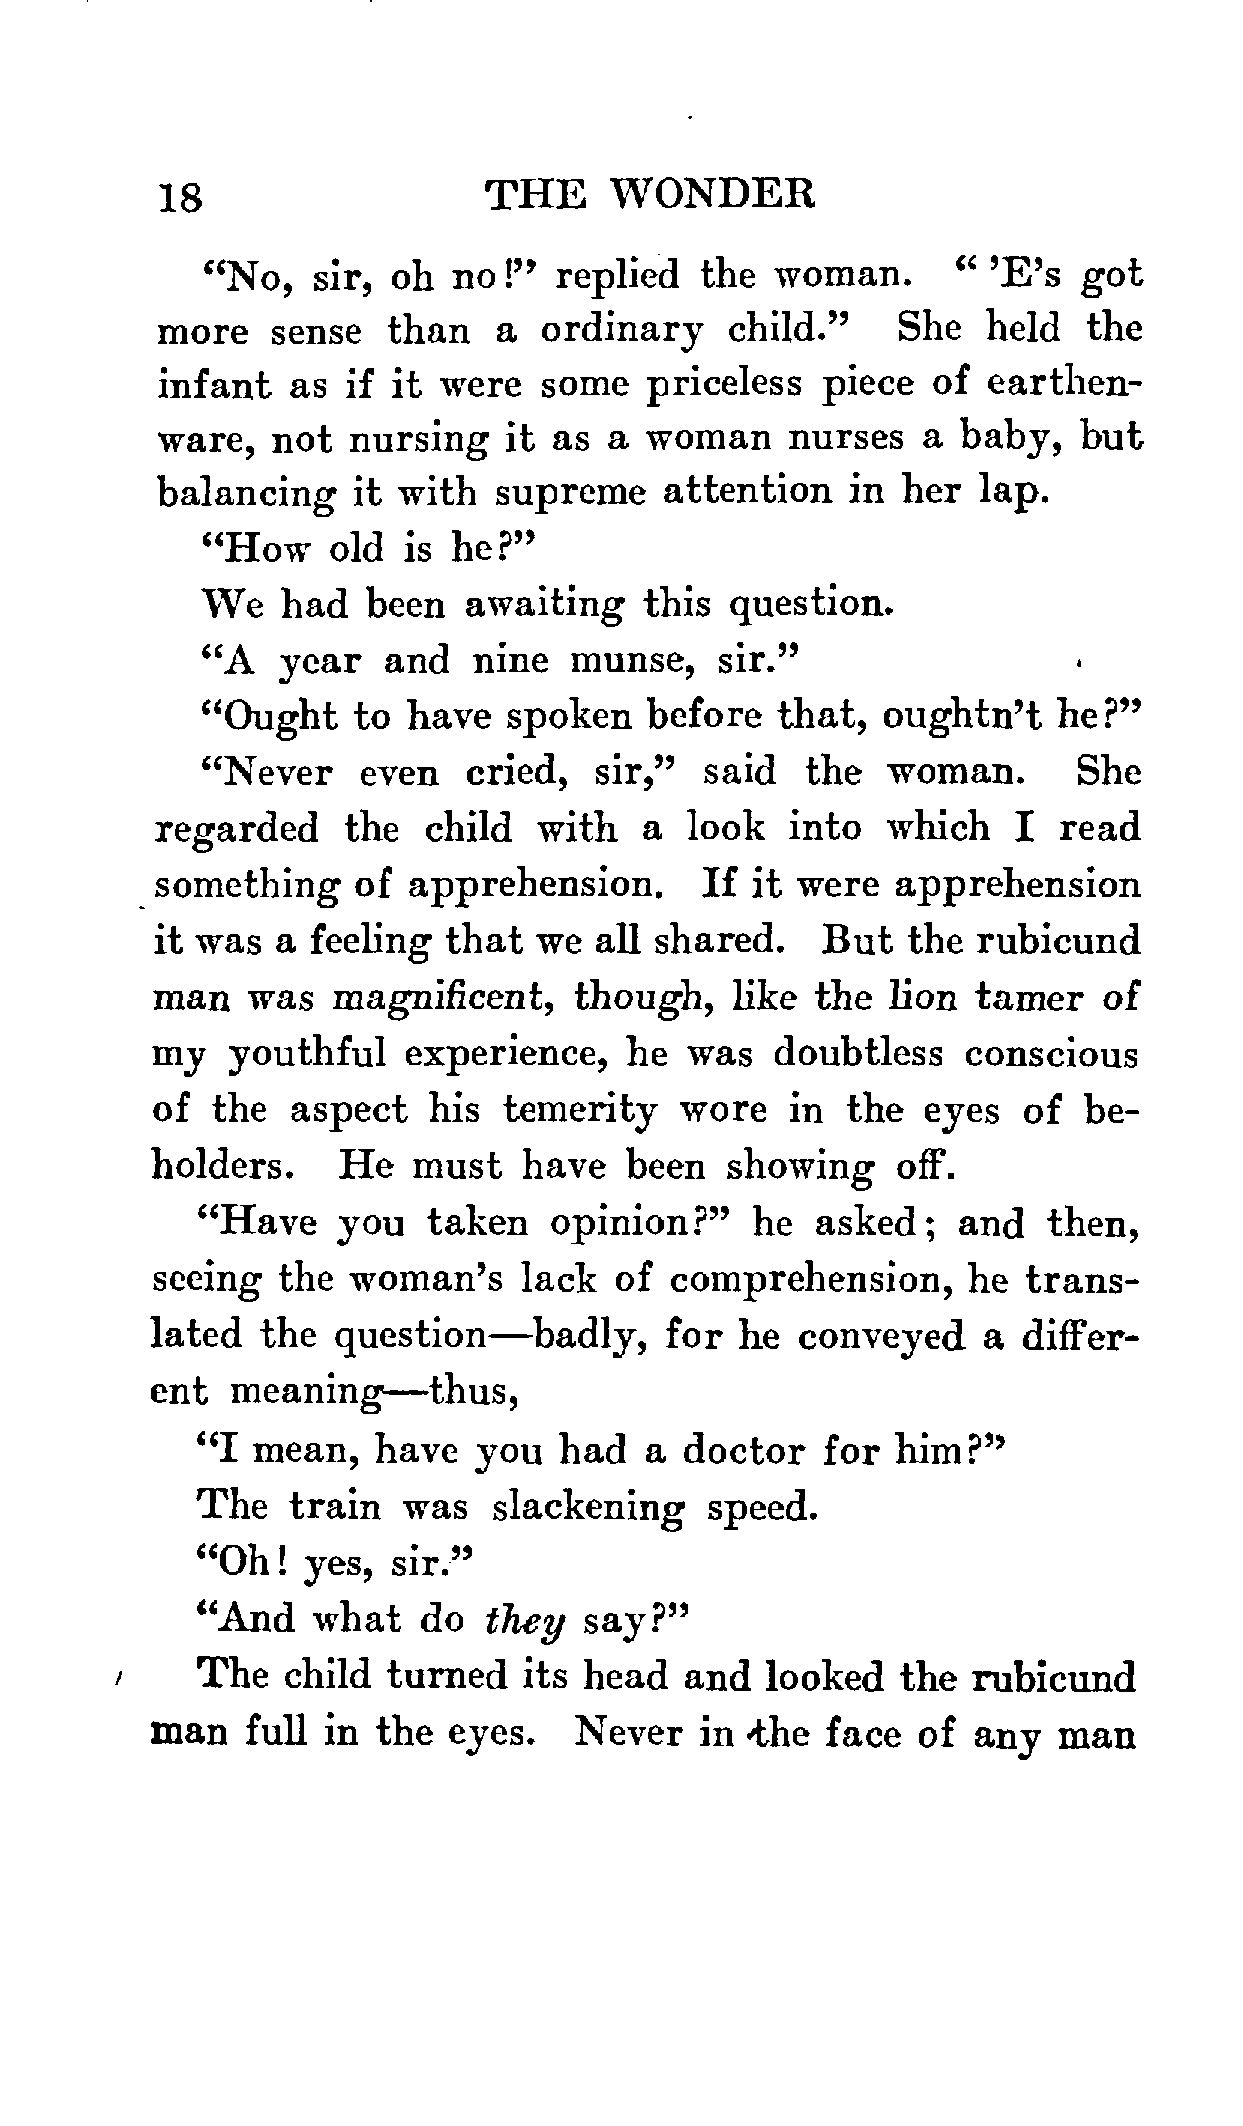 18 THE WONDER
“No, sir, oh no!” replied the woman. “ ’E’s got
more sense than a ordinary child.” She held the
infant as if it were some priceless piece of earthen-
ware, not nursing it as a woman nurses a baby, but
balancing it with supreme attention in her lap.
“How old is he?”
We had been awaiting this question.
“A year and nine munse, sir.”
“Ought to have spoken before that, oughtn’t he?”
“Never even cried, sir,” said the woman. She
regarded the child with a look into which I read
something of apprehension. If it were apprehension
it was a feeling that we all shared. But the rubicund
man was magnificent, though, like the lion tamer of
my youthful experience, he was doubtless conscious
of the aspect his temerity wore in the eyes of be-
holders. He must have been showing off.
“Have you taken opinion?” he asked; and then,
seeing the woman’s lack of comprehension, he trans-
lated the question—badly, for he conveyed a differ-
ent meaning—thus,
“I mean, have you had a doctor for him?”
The train was slackening speed.
“Oh! yes, sir.”
“And what do they say?”
The child turned its head and looked the rubicund
man full in the eyes. Never in the face of any man